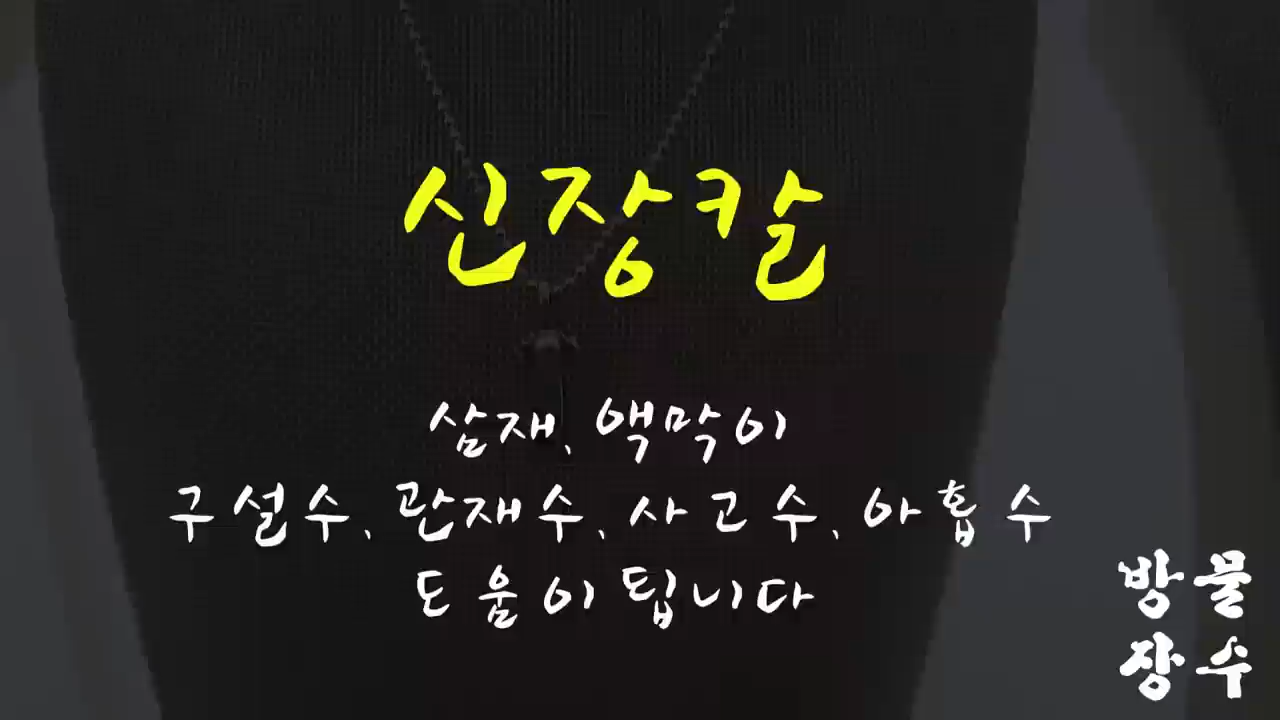 신장칼
삼재, 액막이
구설수, 관재수, 사고수, 아홉수
도움이 됩니다
방물
장수